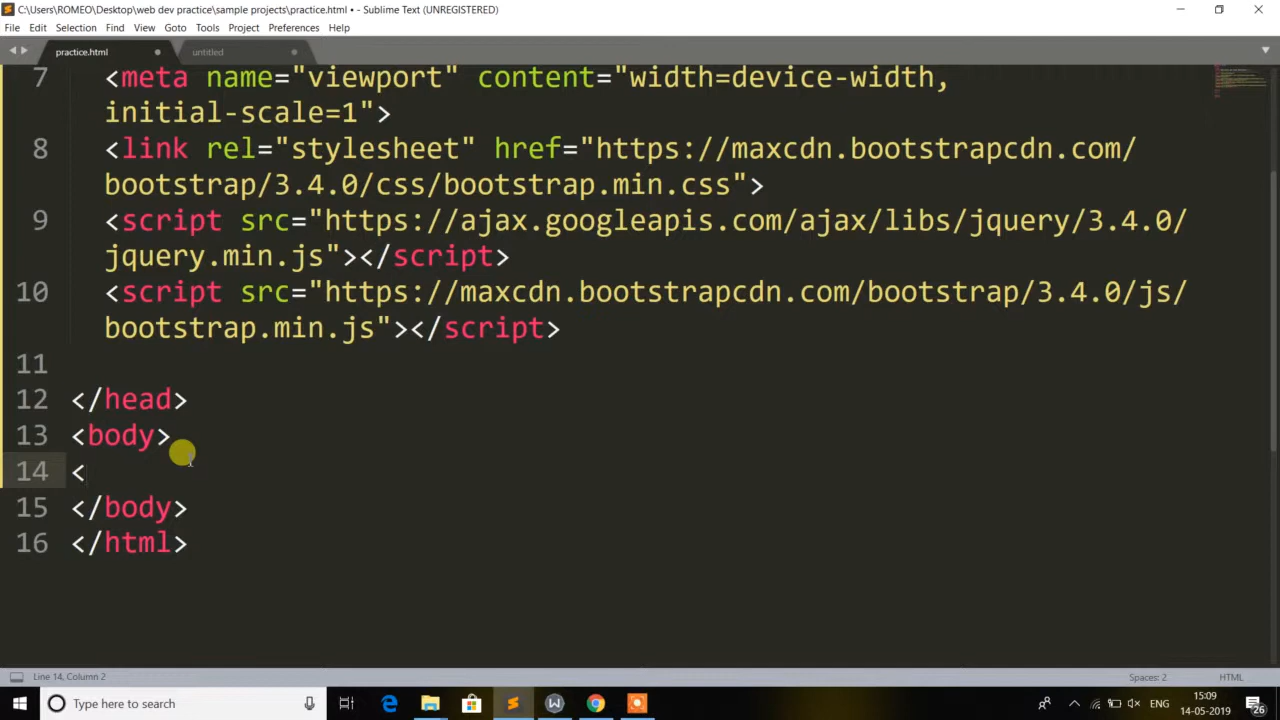 C:\Users\ROMEO\Desktop\web dev practice\sample projects\practice.html • - Sublime Text (UNREGISTERED)
File Edit Selection Find View Goto Tools Project Preferences Help
practice.html untitled
7 <meta name="viewport" content="width=device-width,
initial-scale=1">
8 <link rel="stylesheet" href="https://maxcdn.bootstrapcdn.com/
bootstrap/3.4.0/css/bootstrap.min.css">
9 <script src="https://ajax.googleapis.com/ajax/libs/jquery/3.4.0/
jquery.min.js"></script>
10 <script src="https://maxcdn.bootstrapcdn.com/bootstrap/3.4.0/js/
bootstrap.min.js"></script>
11
12 </head>
13 <body>
14 <
15 </body>
16 </html>
Line 14, Column 2 Spaces: 2 HTML
Type here to search ENG 15:09
14-05-2019 26